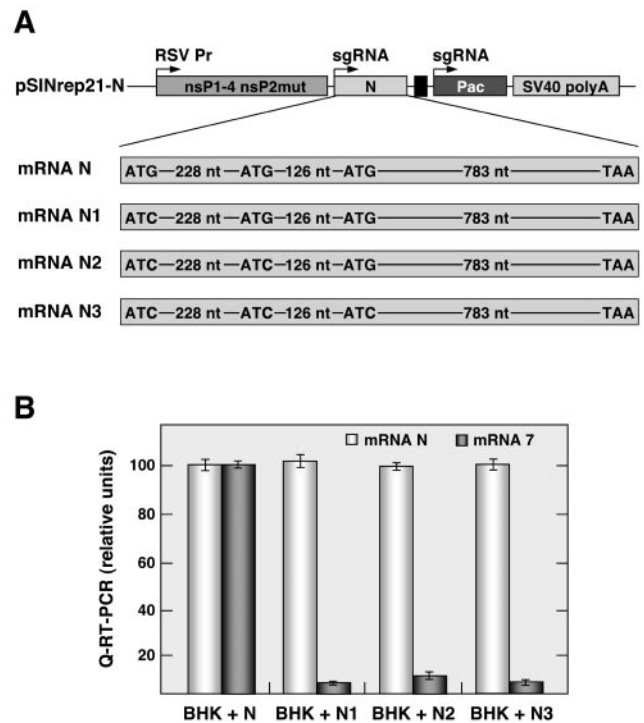 A
RSV Pr sgRNA sgRNA
pSINrep21-N nsP1-4 nsP2mut N Pac SV40 polyA
mRNA N ATG 228 nt ATG 126 nt ATG 783 nt TAA
mRNA N1 ATC 228 nt ATG 126 nt ATG 783 nt TAA
mRNA N2 ATC 228 nt ATC 126 nt ATG 783 nt TAA
mRNA N3 ATC 228 nt ATC 126 nt ATC 783 nt TAA
B
mRNA N mRNA 7
Q-RT-PCR (relative units)
100
80
60
40
20
BHK + N BHK + N1 BHK + N2 BHK + N3